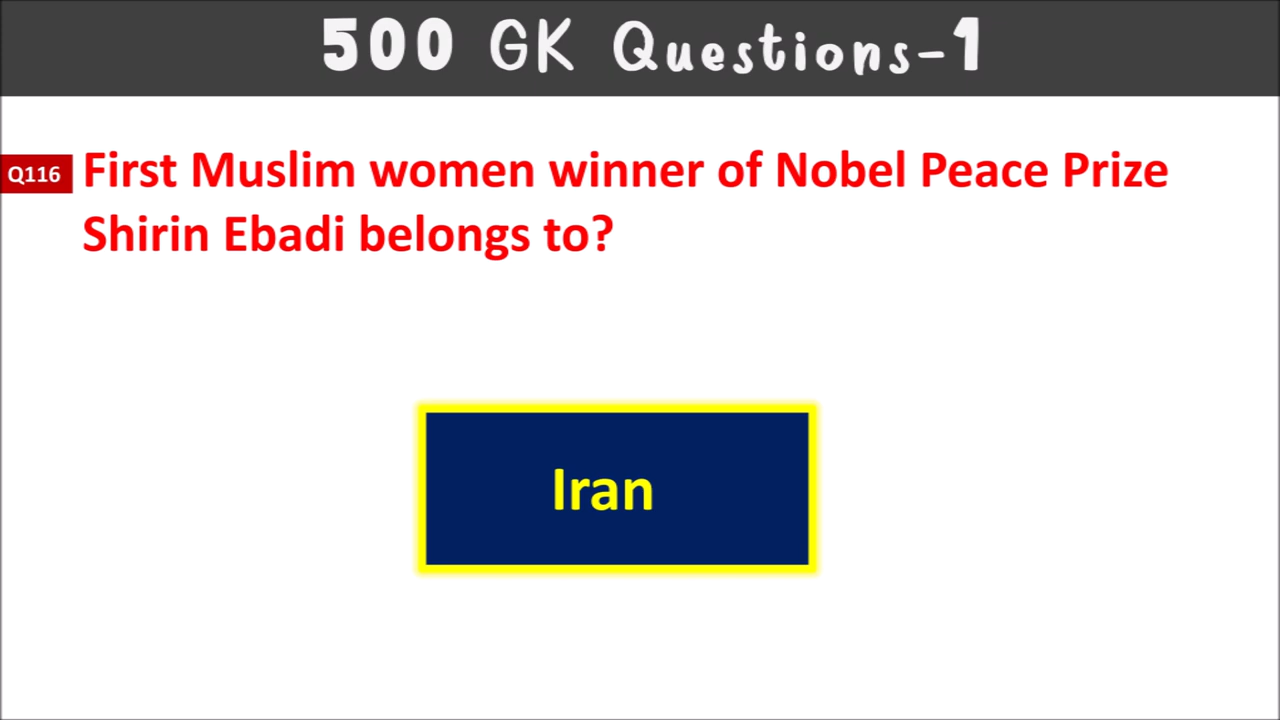 500 GK Questions-1
Q116 First Muslim women winner of Nobel Peace Prize
Shirin Ebadi belongs to?
Iran